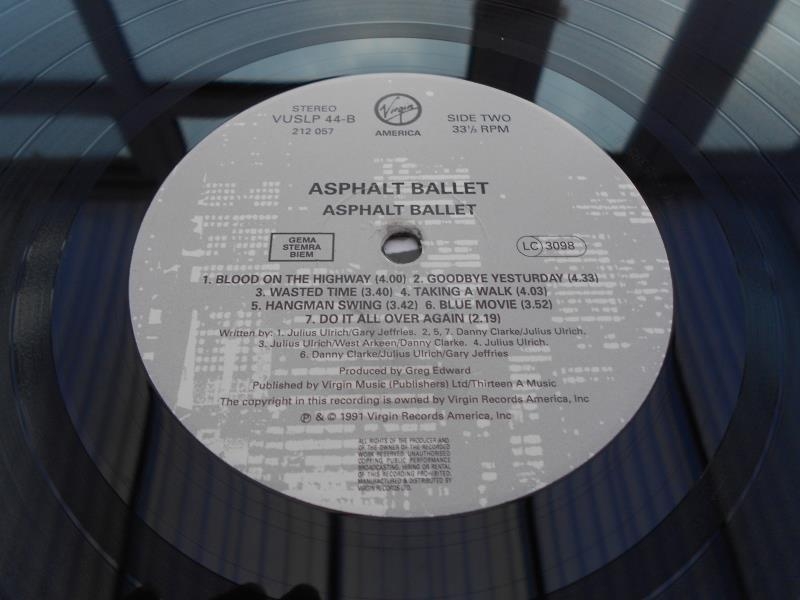 STEREO
VUSLP 44-B
212 057
Virgin
AMERICA
SIDE TWO
33⅓ RPM
ASPHALT BALLET
ASPHALT BALLET
GEMA
STEMRA
BIEM
LC 3098
1. BLOOD ON THE HIGHWAY (4.00) 2. GOODBYE YESTURDAY (4.33)
3. WASTED TIME (3.40) 4. TAKING A WALK (4.03)
5. HANGMAN SWING (3.42) 6. BLUE MOVIE (3.52)
7. DO IT ALL OVER AGAIN (2.19)
Written by: 1. Julius Ulrich/Gary Jeffries. 2, 5, 7. Danny Clarke/Julius Ulrich.
3. Julius Ulrich/West Arkeen/Danny Clarke. 4. Julius Ulrich.
6. Danny Clarke/Julius Ulrich/Gary Jeffries
Produced by Greg Edward
Published by Virgin Music (Publishers) Ltd/Thirteen A Music
The copyright in this recording is owned by Virgin Records America, Inc
℗ & © 1991 Virgin Records America, Inc
ALL RIGHTS OF THE PRODUCER AND
OF THE OWNER OF THE RECORDED
WORK RESERVED. UNAUTHORISED
COPYING, PUBLIC PERFORMANCE,
BROADCASTING, HIRING OR RENTAL
OF THIS RECORDING PROHIBITED.
MANUFACTURED & DISTRIBUTED BY
VIRGIN RECORDS LTD.